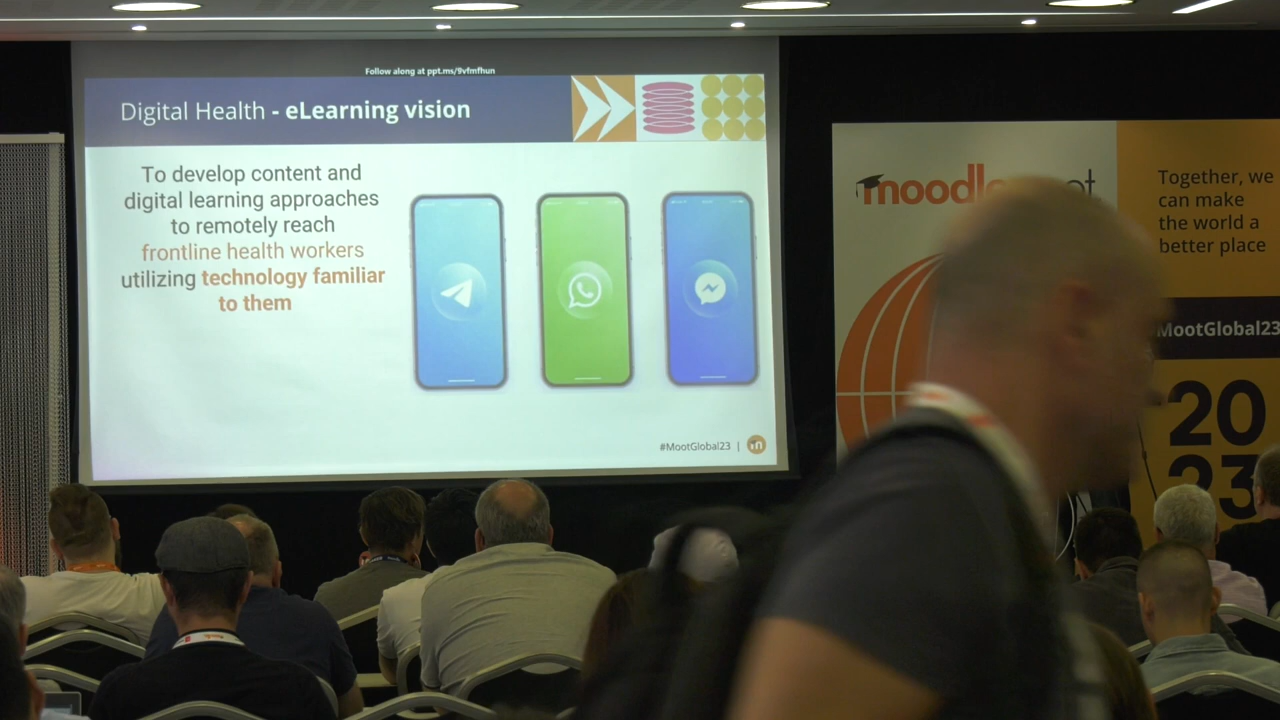 Follow along at ppt.ms/9vfmfhun
Digital Health - eLearning vision
To develop content and
digital learning approaches
to remotely reach
frontline health workers
utilizing technology familiar
to them
#MootGlobal23 | m
moodle
Together, we
can make
the world a
better place
MootGlobal23
20
23